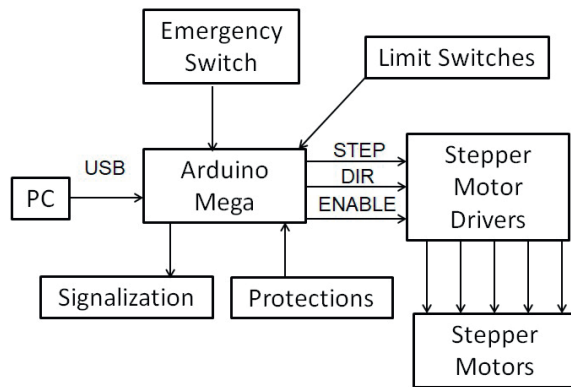 Emergency
Switch
Limit Switches
USB
PC
Arduino
Mega
STEP
DIR
ENABLE
Stepper
Motor
Drivers
Signalization
Protections
Stepper
Motors